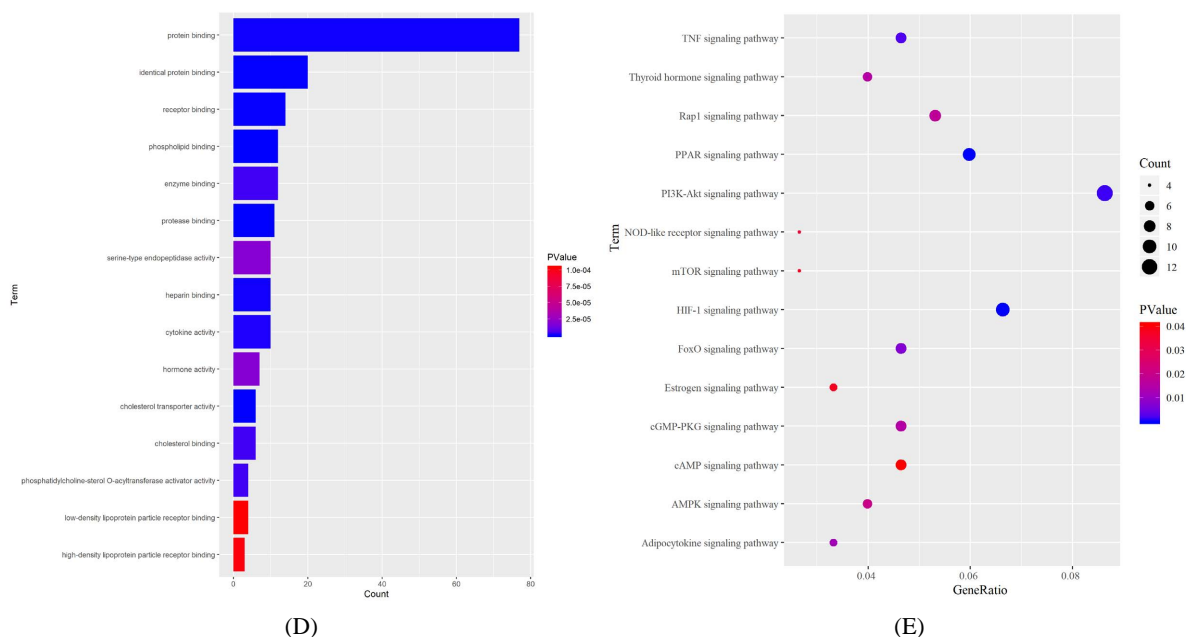 protein binding
identical protein binding
receptor binding
phospholipid binding
enzyme binding
protease binding
serine-type endopeptidase activity
heparin binding
cytokine activity
hormone activity
cholesterol transporter activity
cholesterol binding
phosphatidylcholine-sterol O-acyltransferase activator activity
low-density lipoprotein particle receptor binding
high-density lipoprotein particle receptor binding
Term
0 20 40 60 80
Count
PValue
1.0e-04
7.5e-05
5.0e-05
2.5e-05
(D)
TNF signaling pathway
Thyroid hormone signaling pathway
Rap1 signaling pathway
PPAR signaling pathway
PI3K-Akt signaling pathway
NOD-like receptor signaling pathway
mTOR signaling pathway
HIF-1 signaling pathway
FoxO signaling pathway
Estrogen signaling pathway
cGMP-PKG signaling pathway
cAMP signaling pathway
AMPK signaling pathway
Adipocytokine signaling pathway
Term
0.04 0.06 0.08
GeneRatio
Count
4
6
8
10
12
PValue
0.04
0.03
0.02
0.01
(E)